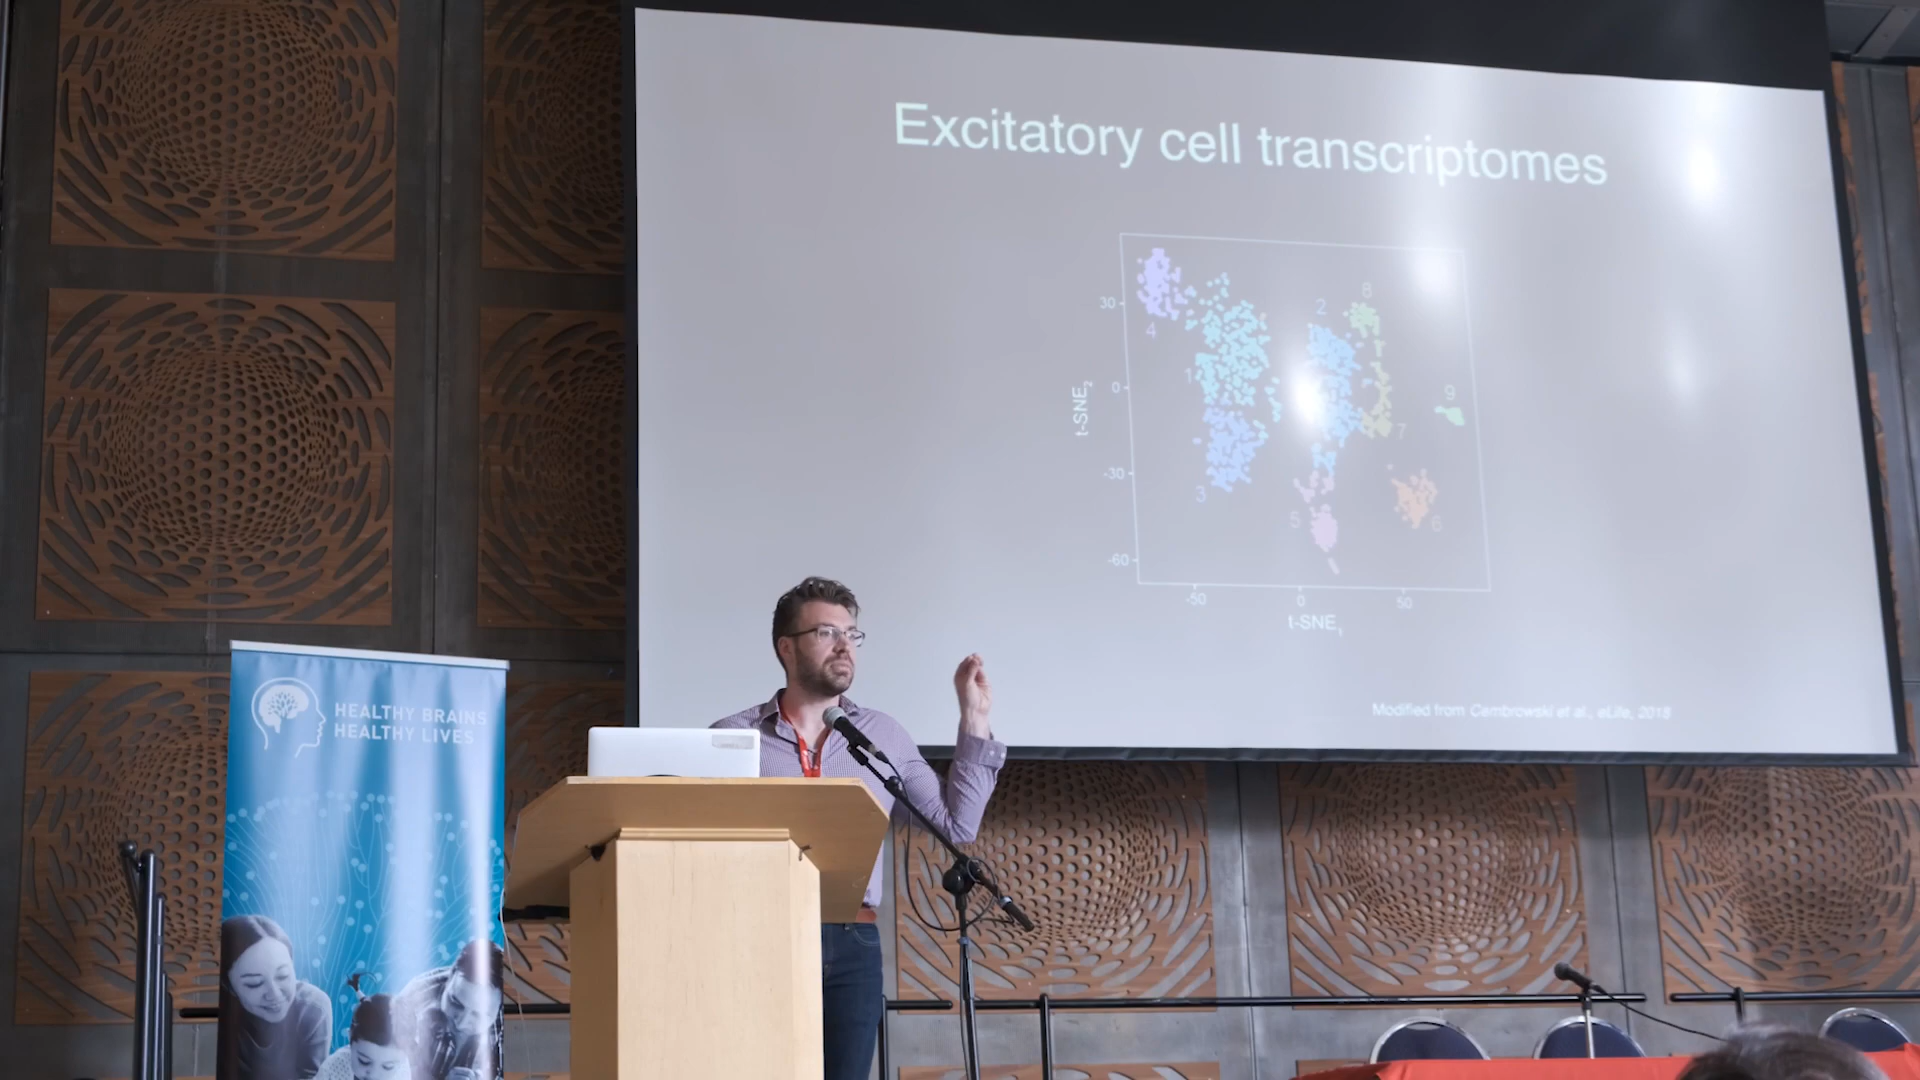 Excitatory cell transcriptomes
30
0
-30
-60
t-SNE2
-50
0
50
t-SNE1
4
1
3
2
8
7
9
5
6
Modified from Cembrowski et al., eLife, 2018
HEALTHY BRAINS
HEALTHY LIVES